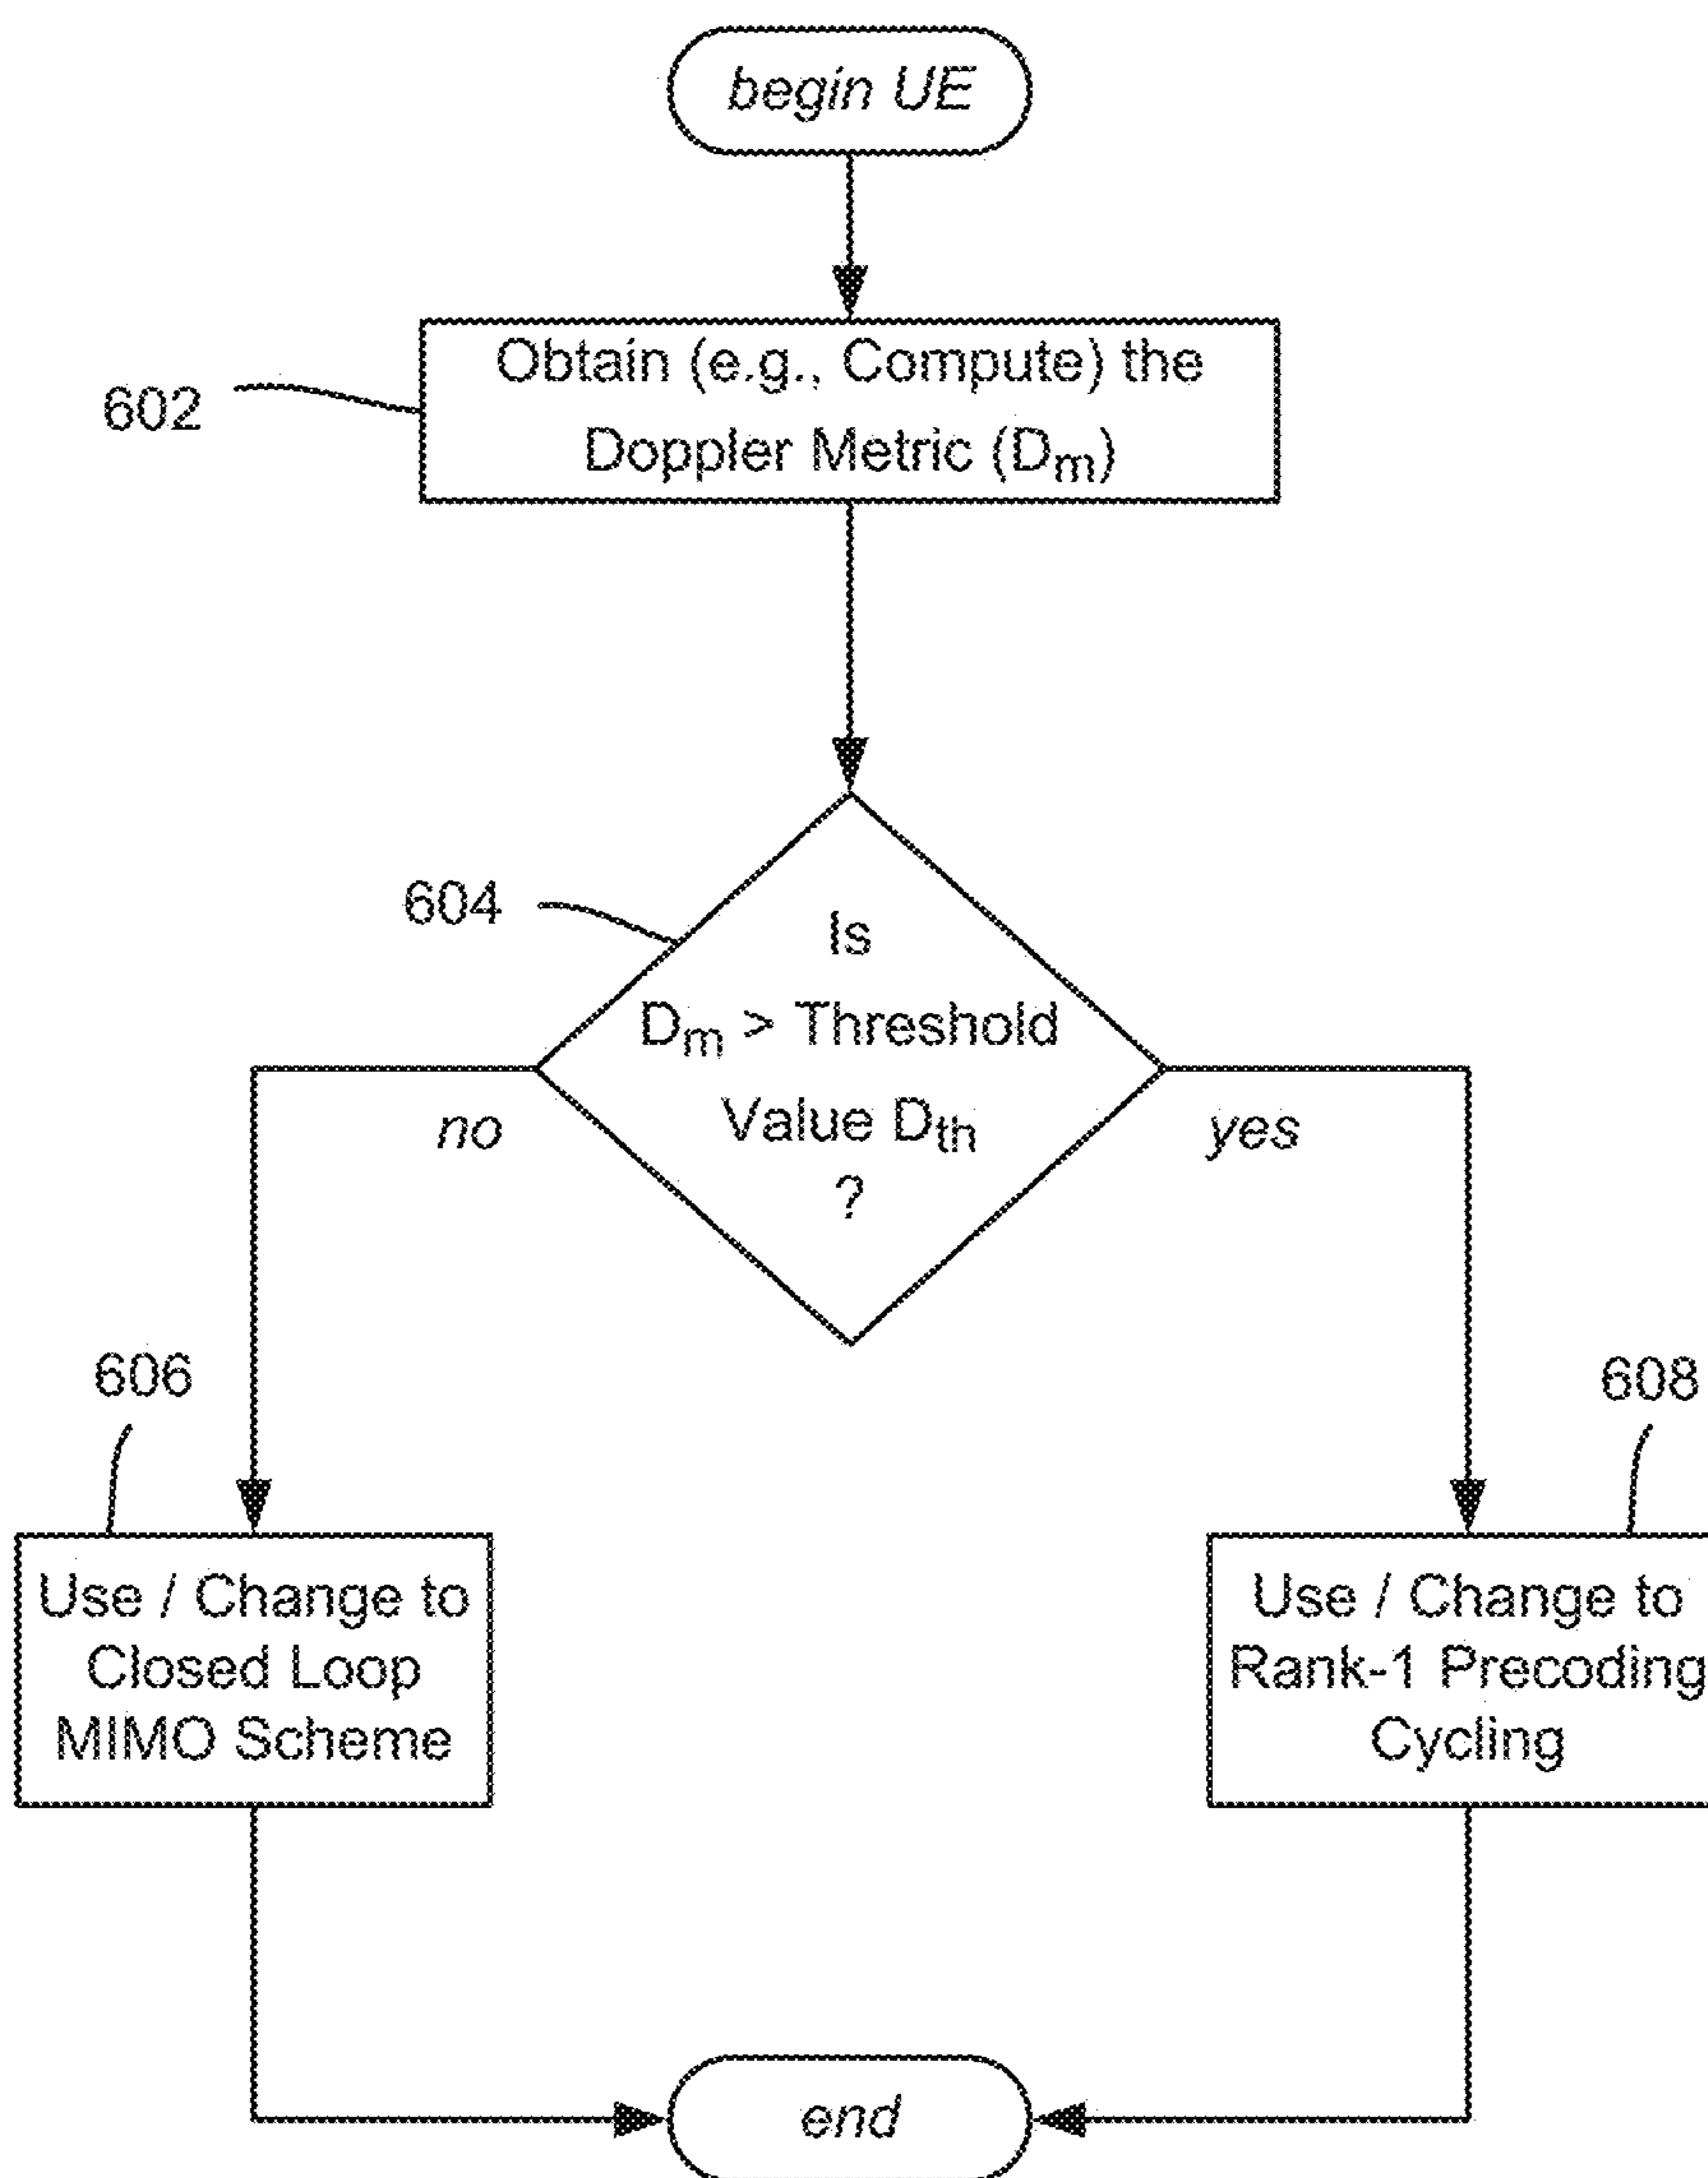 begin UE
602
Obtain (e.g., Compute) the
Doppler Metric (Dm)
604
Is
Dm > Threshold
Value Dth
?
no
yes
606
608
Use / Change to
Closed Loop
MIMO Scheme
Use / Change to
Rank-1 Precoding
Cycling
end